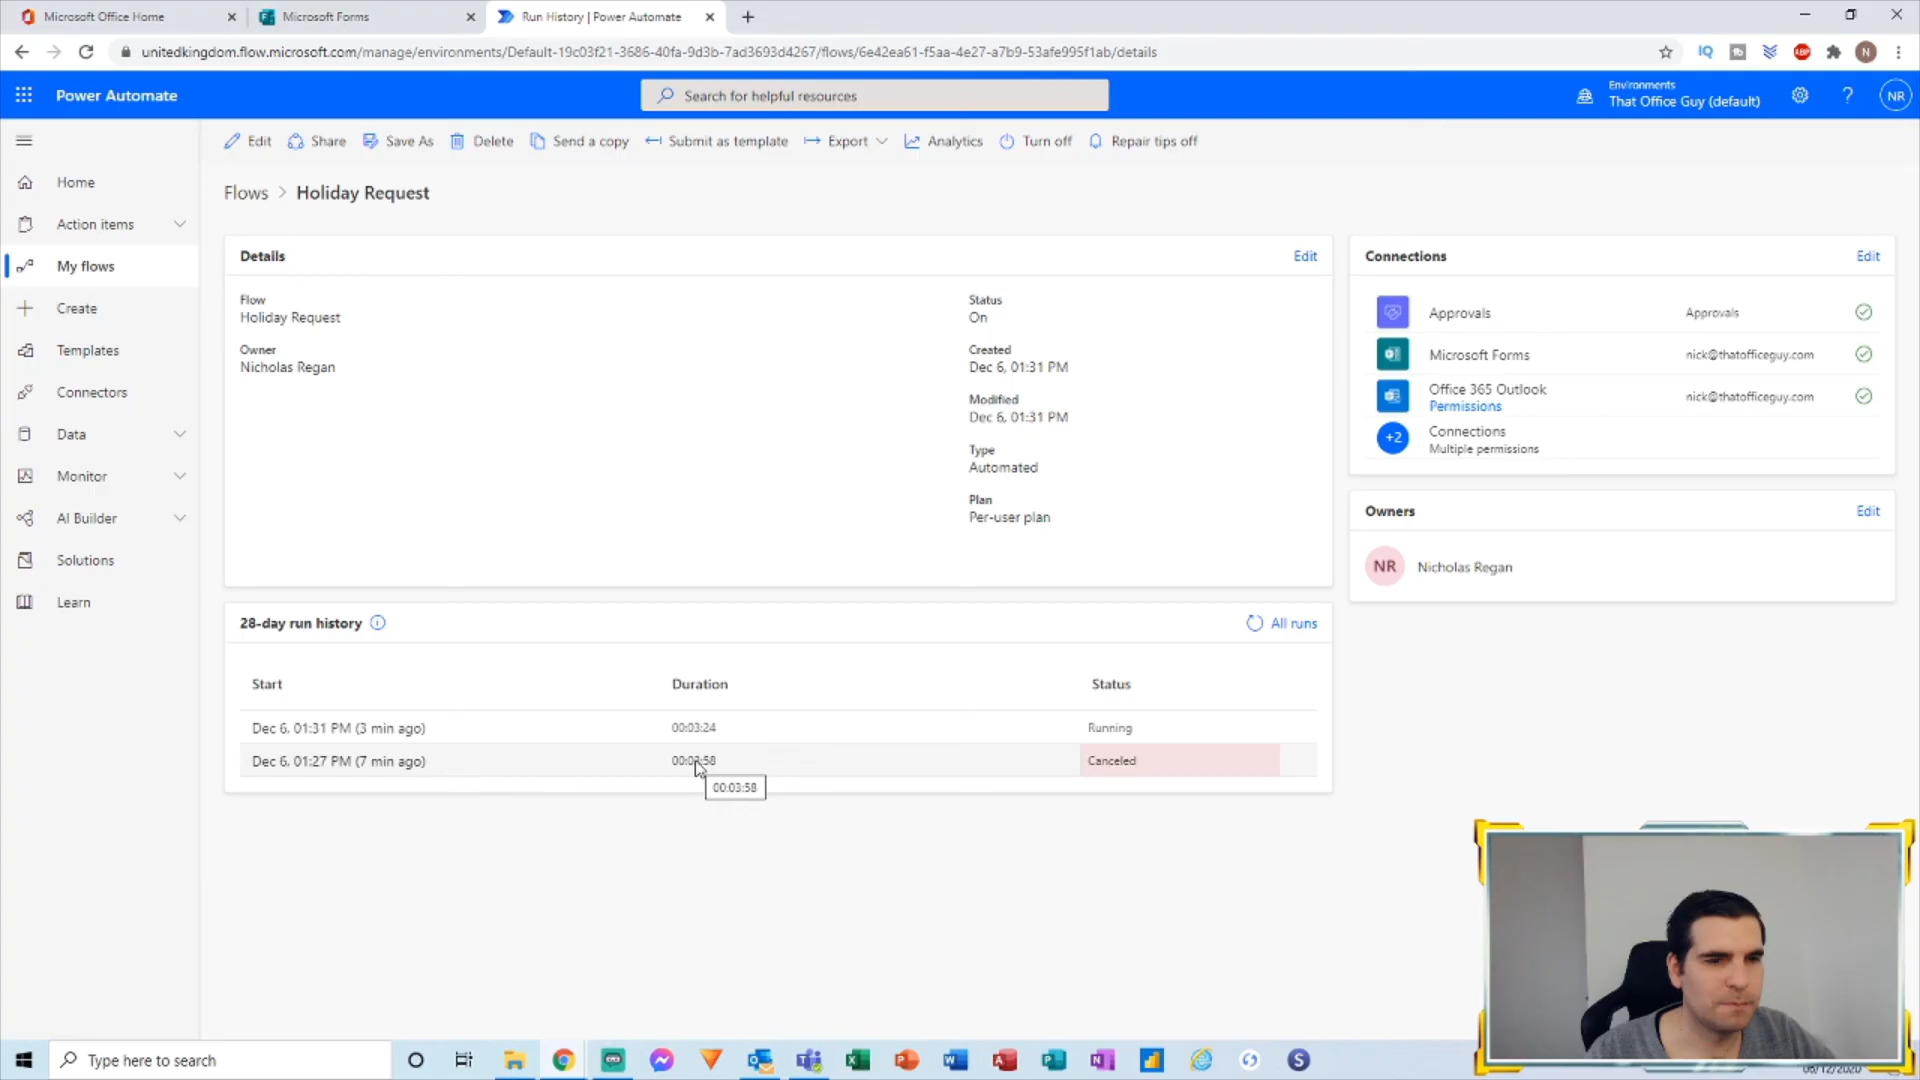 Microsoft Office Home
Microsoft Forms
Run History | Power Automate
unitedkingdom.flow.microsoft.com/manage/environments/Default-19c03f21-3686-40fa-9d3b-7ad3693d4267/flows/6e42ea61-f5aa-4e27-a7b9-53afe995f1ab/details
IQ
ABP
N
Power Automate
Search for helpful resources
Environments
That Office Guy (default)
?
NR
Edit
Share
Save As
Delete
Send a copy
Submit as template
Export
Analytics
Turn off
Repair tips off
Home
Action items
My flows
Create
Templates
Connectors
Data
Monitor
AI Builder
Solutions
Learn
Flows > Holiday Request
Details
Edit
Flow
Holiday Request
Owner
Nicholas Regan
Status
On
Created
Dec 6, 01:31 PM
Modified
Dec 6, 01:31 PM
Type
Automated
Plan
Per-user plan
Connections
Edit
Approvals
Approvals
Microsoft Forms
nick@thatofficeguy.com
Office 365 Outlook
Permissions
nick@thatofficeguy.com
+2
Connections
Multiple permissions
Owners
Edit
NR
Nicholas Regan
28-day run history
All runs
Start
Duration
Status
Dec 6, 01:31 PM (3 min ago)
00:03:24
Running
Dec 6, 01:27 PM (7 min ago)
00:03:58
Canceled
00:03:58
Type here to search
06/12/2020